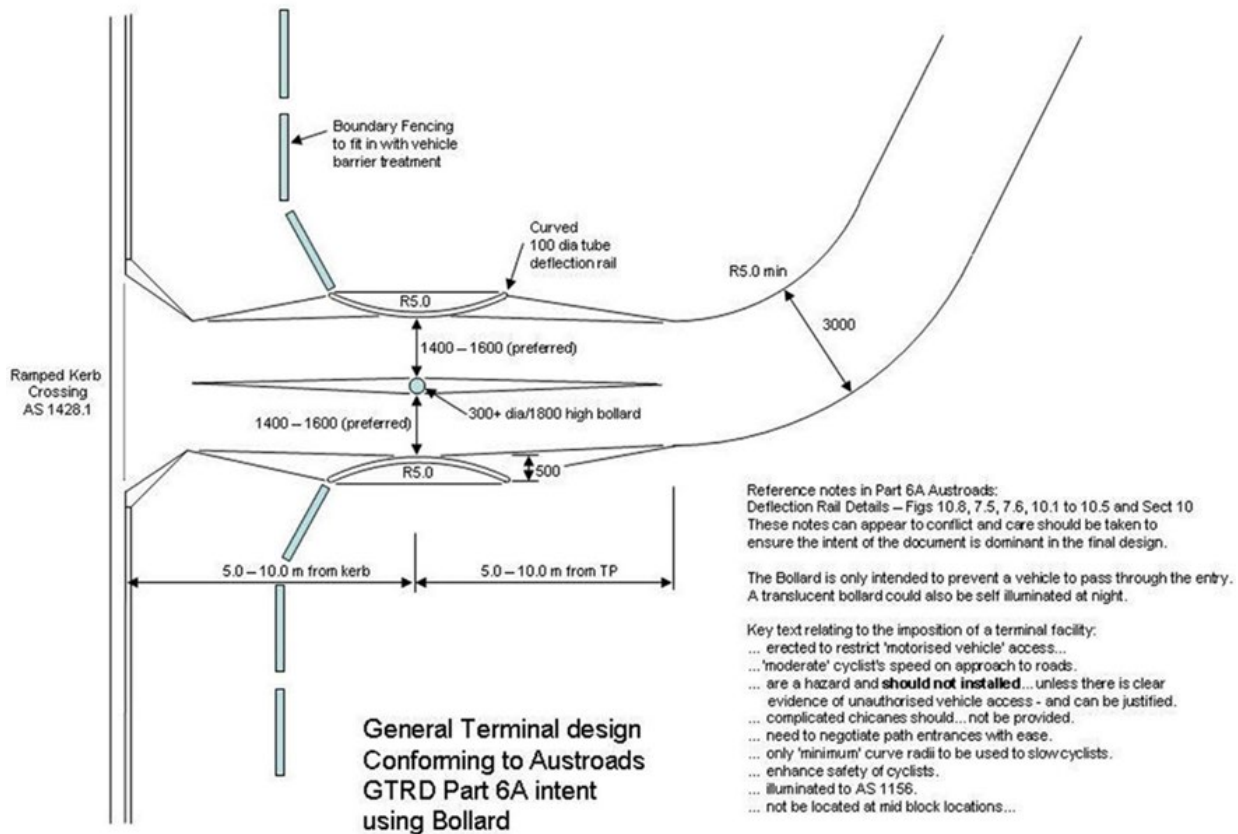 Boundary Fencing
to fit in with vehicle
barrier treatment
Curved
100 dia tube
deflection rail
R5.0
R5.0 min
3000
1400 – 1600 (preferred)
Ramped Kerb
Crossing
AS 1428.1
300+ dia/1800 high bollard
1400 – 1600 (preferred)
R5.0
500
5.0 – 10.0 m from kerb
5.0 – 10.0 m from TP
Reference notes in Part 6A Austroads:
Deflection Rail Details – Figs 10.8, 7.5, 7.6, 10.1 to 10.5 and Sect 10
These notes can appear to conflict and care should be taken to
ensure the intent of the document is dominant in the final design.
The Bollard is only intended to prevent a vehicle to pass through the entry.
A translucent bollard could also be self illuminated at night.
Key text relating to the imposition of a terminal facility:
... erected to restrict 'motorised vehicle' access...
... 'moderate' cyclist's speed on approach to roads.
... are a hazard and should not installed... unless there is clear
evidence of unauthorised vehicle access - and can be justified.
... complicated chicanes should... not be provided.
... need to negotiate path entrances with ease.
... only 'minimum' curve radii to be used to slow cyclists.
... enhance safety of cyclists.
... illuminated to AS 1156.
... not be located at mid block locations...
General Terminal design
Conforming to Austroads
GTRD Part 6A intent
using Bollard